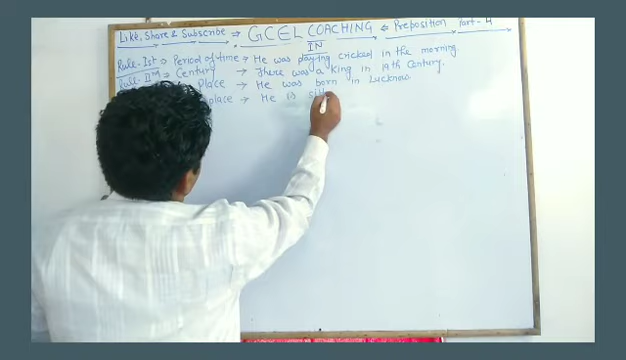 Like, Share & Subscribe → GCEL COACHING ← Preposition Part-4
IN
Rule-Ist → Period of time → He was playing cricked in the morning
Rule-IInd → Century → There was a king in 19th Century.
Place → He was born in Lucknow
place → He is sitt